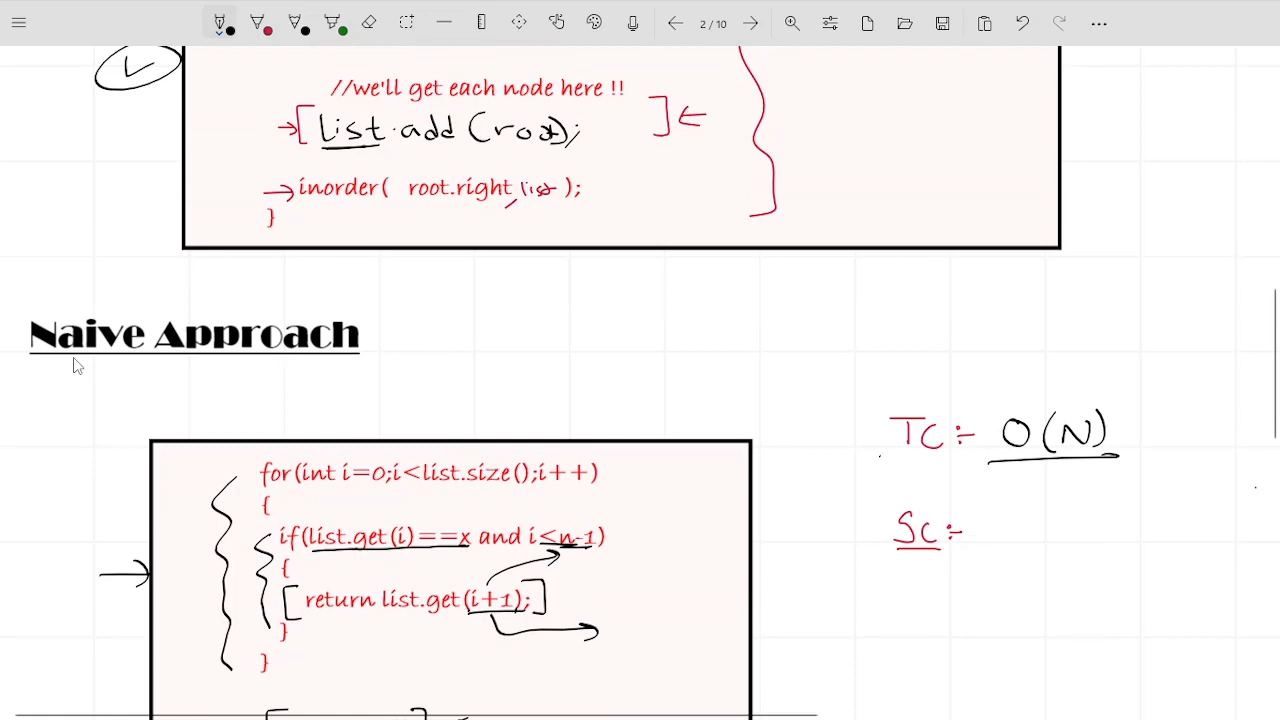 2/10
//we'll get each node here !!
list.add(root);
inorder( root.right, list );
}
Naive Approach
TC:- O(N)
for(int i=0;i<list.size();i++)
{
SC:-
if(list.get(i)==x and i<n-1)
{
return list.get(i+1);
}
}